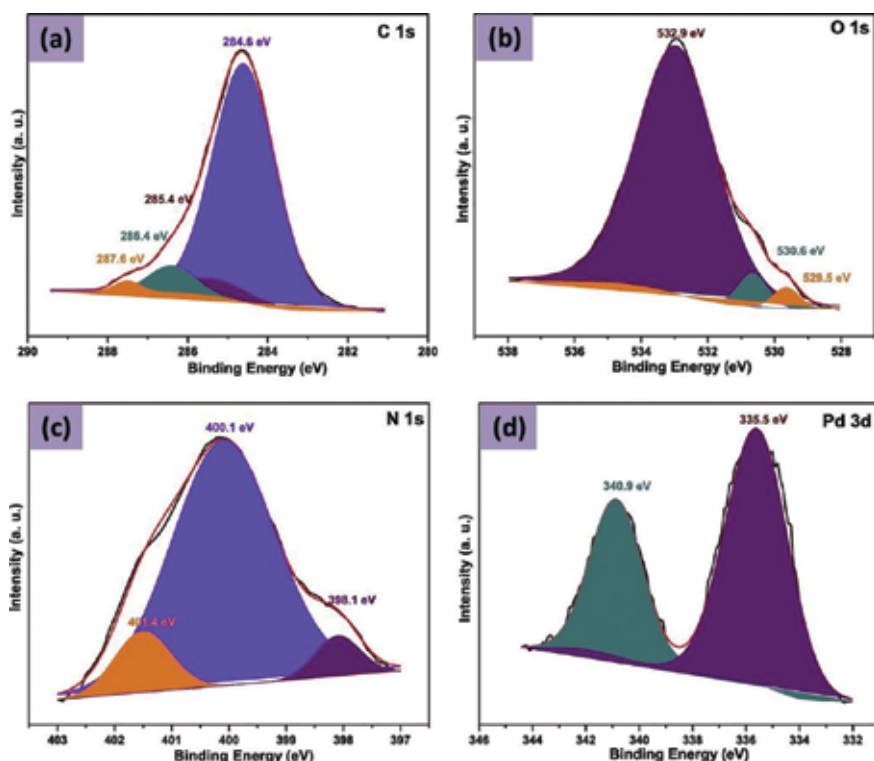 (a)
C 1s
284.6 eV
285.4 eV
286.4 eV
287.6 eV
Intensity (a. u.)
290 288 286 284 282 280
Binding Energy (eV)
(b)
O 1s
532.9 eV
530.6 eV
529.5 eV
Intensity (a. u.)
538 536 534 532 530 528
Binding Energy (eV)
(c)
N 1s
400.1 eV
401.4 eV
398.1 eV
Intensity (a. u.)
403 402 401 400 399 398 397
Binding Energy (eV)
(d)
Pd 3d
335.5 eV
340.9 eV
Intensity (a. u.)
346 344 342 340 338 336 334 332
Binding Energy (eV)